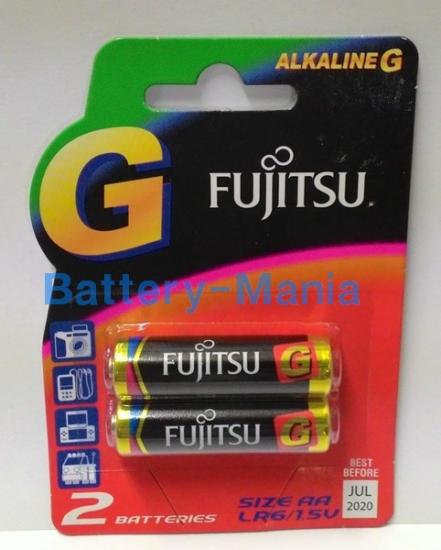 ALKALINE G
G
FUJITSU
Battery-Mania
FUJITSU G
FUJITSU G
BEST
BEFORE
JUL
2020
2 BATTERIES
SIZE AA
LR6/1.5V